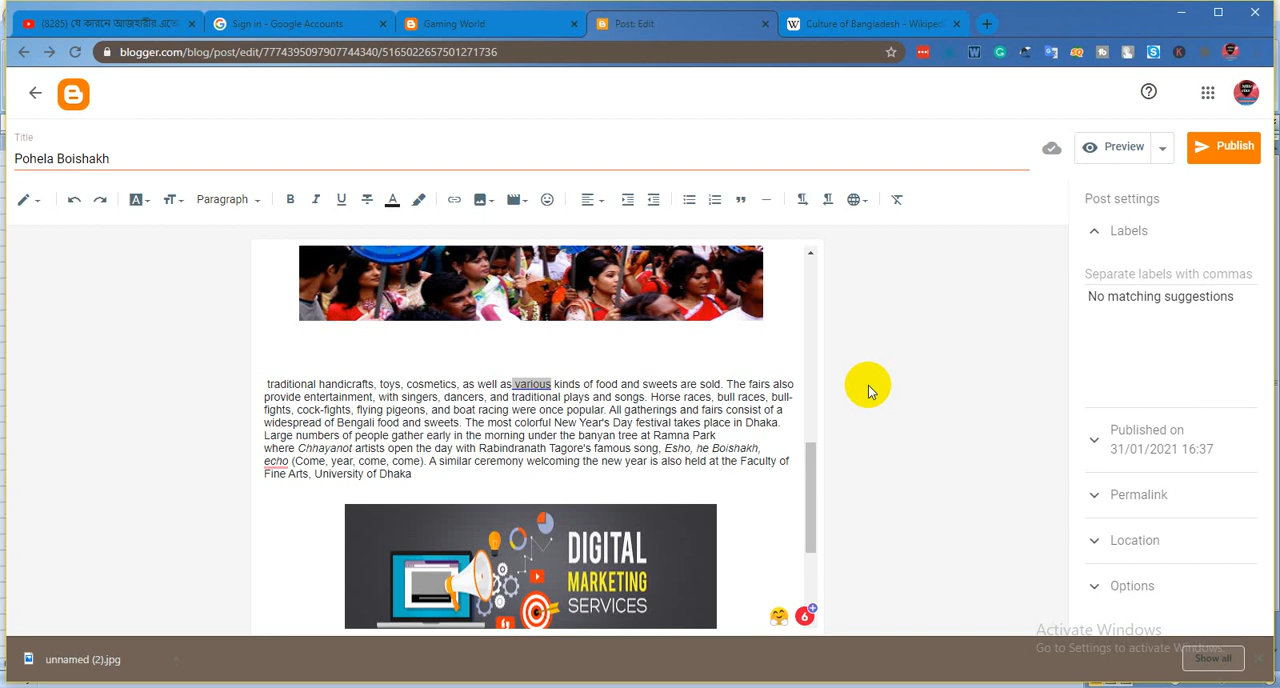 (8285) যে কারনে আজহারীর
Sign in - Google Accounts
Gaming World
Post: Edit
Culture of Bangladesh - Wikiped
blogger.com/blog/post/edit/7774395097907744340/5165022657501271736
Title
Pohela Boishakh
Preview
Publish
Paragraph
Post settings
Labels
Separate labels with commas
No matching suggestions
traditional handicrafts, toys, cosmetics, as well as various kinds of food and sweets are sold. The fairs also
provide entertainment, with singers, dancers, and traditional plays and songs. Horse races, bull races, bull-
fights, cock-fights, flying pigeons, and boat racing were once popular. All gatherings and fairs consist of a
widespread of Bengali food and sweets. The most colorful New Year's Day festival takes place in Dhaka.
Large numbers of people gather early in the morning under the banyan tree at Ramna Park
where Chhayanot artists open the day with Rabindranath Tagore's famous song, Esho, he Boishakh,
echo (Come, year, come, come). A similar ceremony welcoming the new year is also held at the Faculty of
Fine Arts, University of Dhaka
Published on
31/01/2021 16:37
Permalink
Location
Options
DIGITAL
MARKETING
SERVICES
6
Activate Windows
Go to Settings to activate Windows.
unnamed (2).jpg
Show all